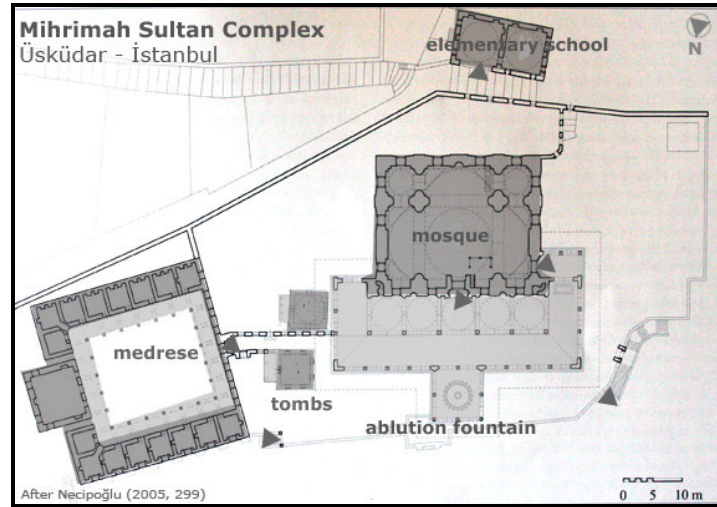 Mihrimah Sultan Complex
Üsküdar - İstanbul
elementary school
N
mosque
medrese
tombs
ablution fountain
After Necipoğlu (2005, 299)
0 5 10 m